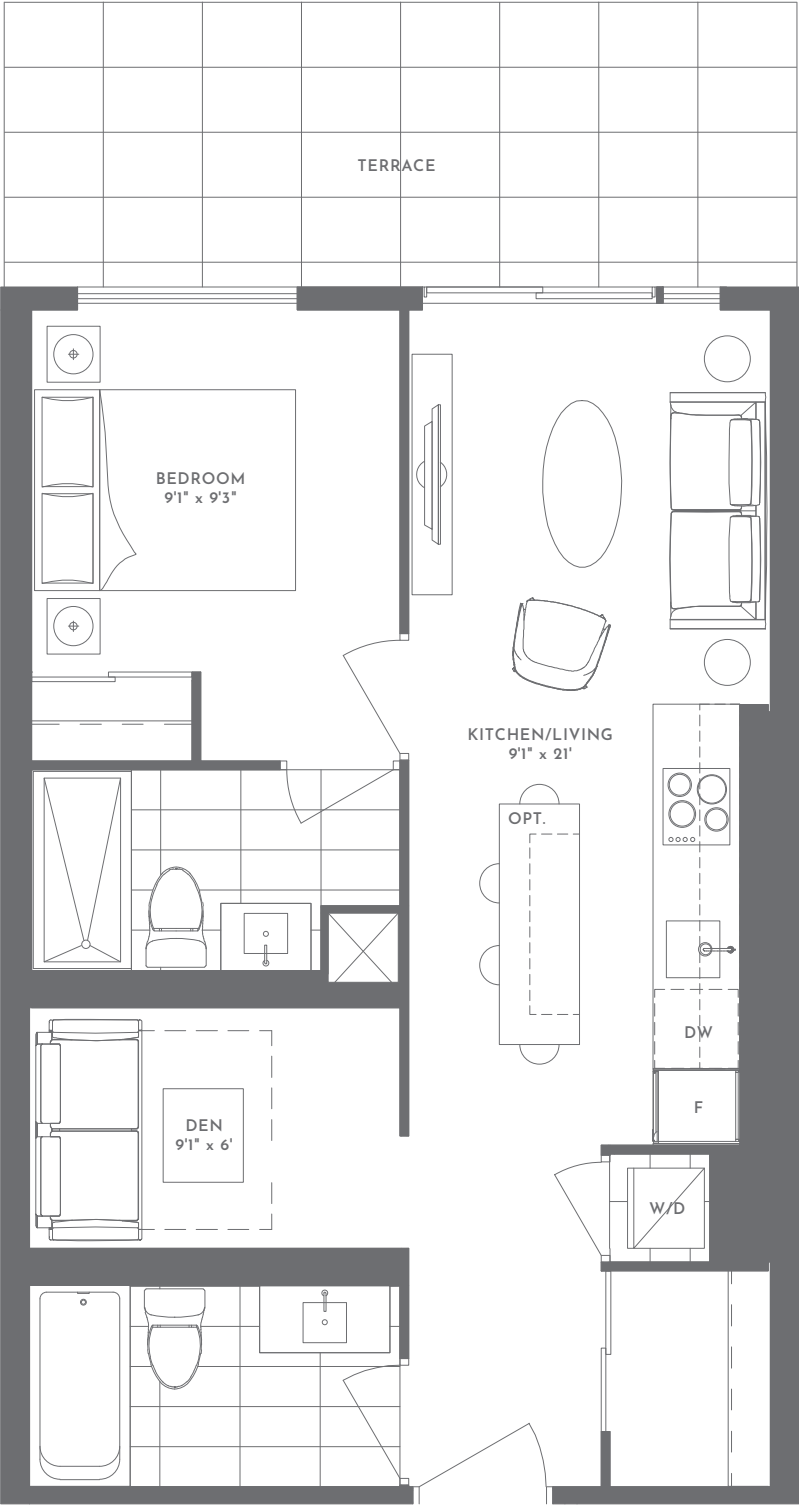 TERRACE
BEDROOM
9'1" x 9'3"
KITCHEN/LIVING
9'1" x 21'
OPT.
DW
F
DEN
9'1" x 6'
W/D